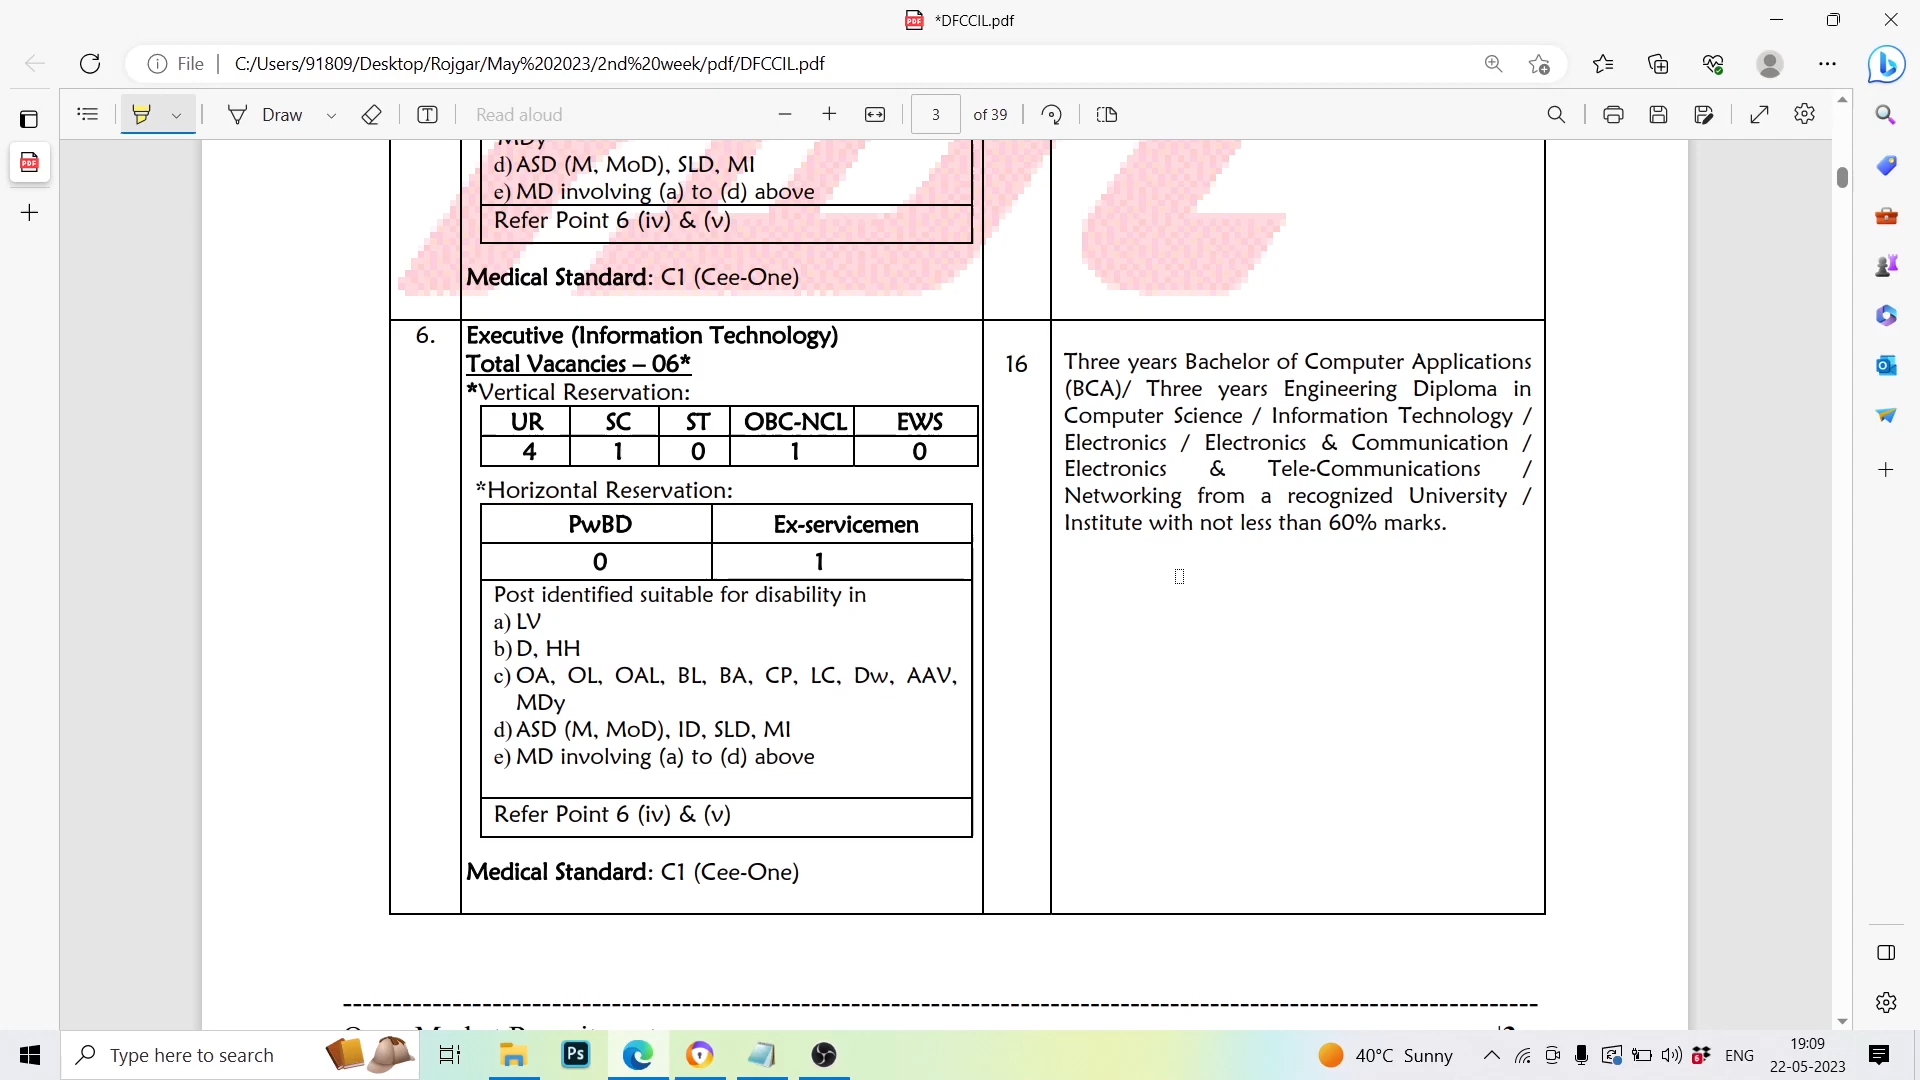 *DFCCIL.pdf
File
C:/Users/91809/Desktop/Rojgar/May%202023/2nd%20week/pdf/DFCCIL.pdf
Draw
Read aloud
3
of 39
MDy
d) ASD (M, MoD), SLD, MI
e) MD involving (a) to (d) above
Refer Point 6 (iv) & (v)
Medical Standard: C1 (Cee-One)
6.
Executive (Information Technology)
Total Vacancies – 06*
*Vertical Reservation:
UR SC ST OBC-NCL EWS
4 1 0 1 0
*Horizontal Reservation:
PwBD Ex-servicemen
0 1
Post identified suitable for disability in
a) LV
b) D, HH
c) OA, OL, OAL, BL, BA, CP, LC, Dw, AAV,
MDy
d) ASD (M, MoD), ID, SLD, MI
e) MD involving (a) to (d) above
Refer Point 6 (iv) & (v)
Medical Standard: C1 (Cee-One)
16
Three years Bachelor of Computer Applications
(BCA)/ Three years Engineering Diploma in
Computer Science / Information Technology /
Electronics / Electronics & Communication /
Electronics & Tele-Communications /
Networking from a recognized University /
Institute with not less than 60% marks.
Type here to search
Ps
40°C Sunny
6
ENG
19:09
22-05-2023